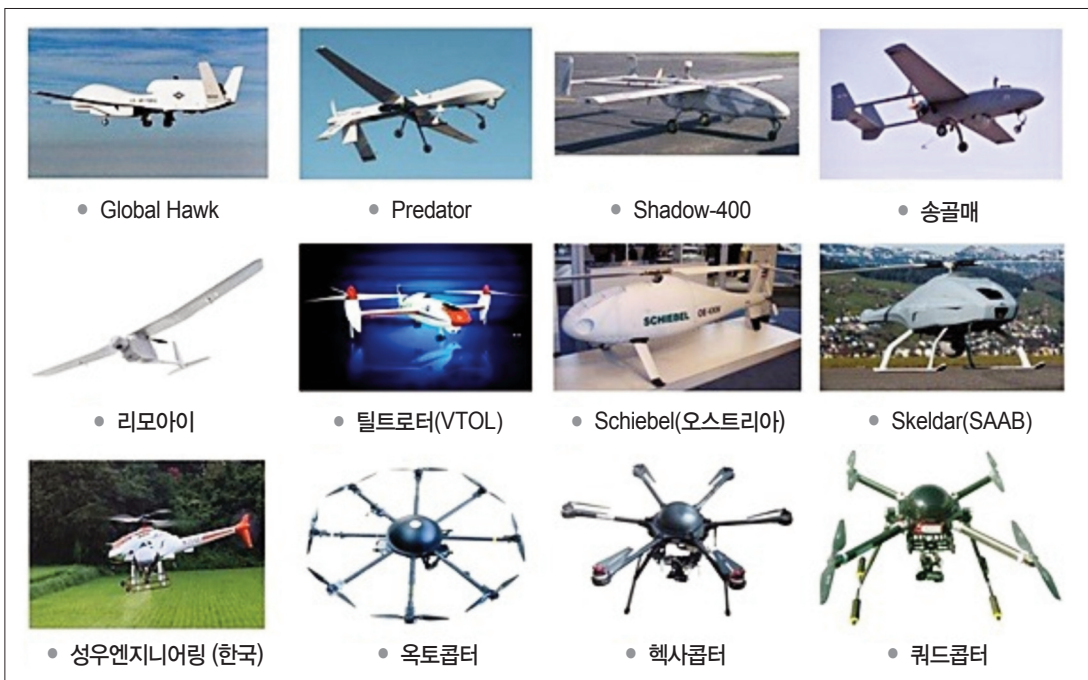 Global Hawk
Predator
Shadow-400
송골매
SCHIEBEL
리모아이
틸트로터(VTOL)
Schiebel(오스트리아)
Skeldar(SAAB)
성우엔지니어링 (한국)
옥토콥터
헥사콥터
쿼드콥터